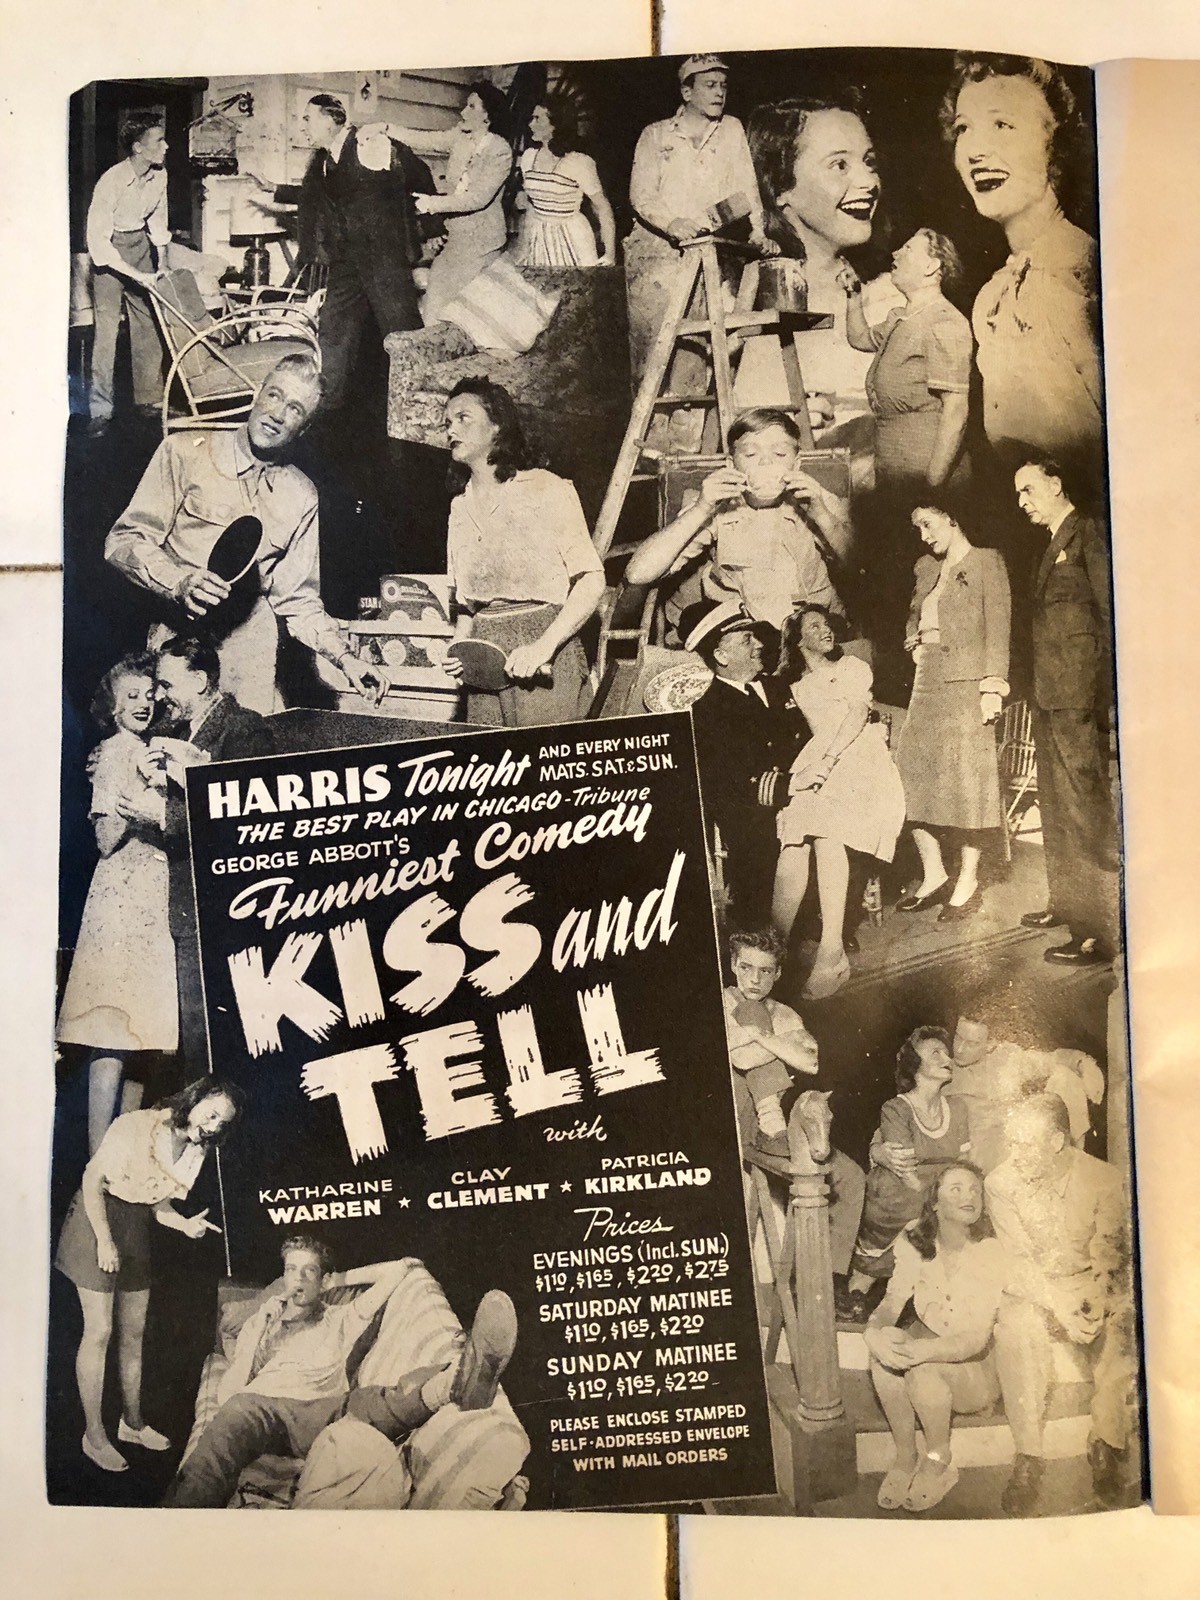 HARRIS Tonight AND EVERY NIGHT
MATS. SAT. & SUN.
THE BEST PLAY IN CHICAGO - Tribune
GEORGE ABBOTT'S
Funniest Comedy
KISS and
TELL
with
KATHARINE WARREN ★ CLAY CLEMENT ★ PATRICIA KIRKLAND
Prices
EVENINGS (Incl. SUN.)
$1.10, $1.65, $2.20, $2.75
SATURDAY MATINEE
$1.10, $1.65, $2.20
SUNDAY MATINEE
$1.10, $1.65, $2.20
PLEASE ENCLOSE STAMPED
SELF-ADDRESSED ENVELOPE
WITH MAIL ORDERS